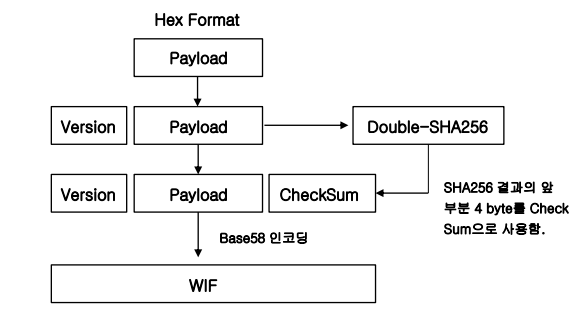 Hex Format
Payload
Version
Payload
Double-SHA256
Version
Payload
CheckSum
SHA256 결과의 앞
부분 4 byte를 Check
Sum으로 사용함.
Base58 인코딩
WIF